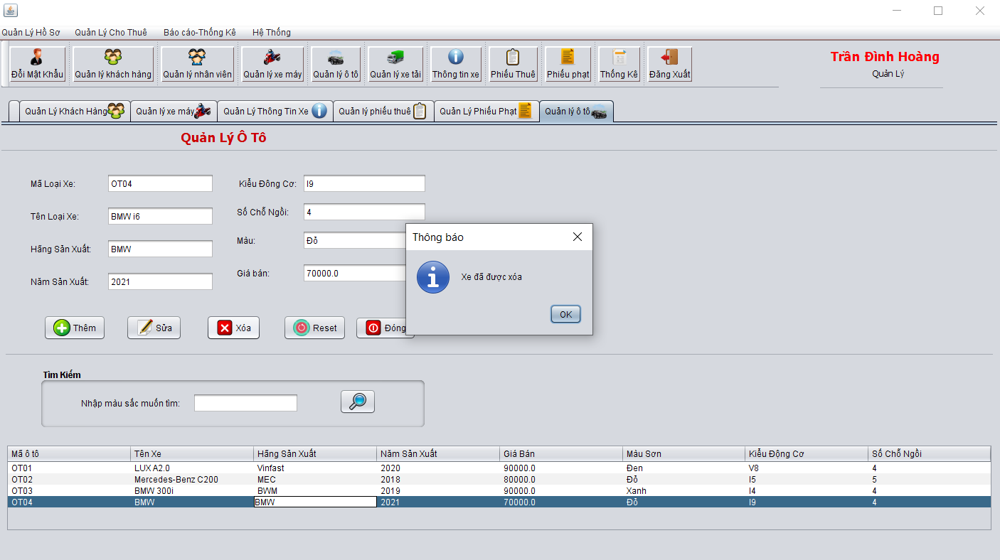 Quản Lý Hồ Sơ Quản Lý Cho Thuê Báo cáo-Thống Kê Hệ Thống
Đổi Mật Khẩu Quản lý khách hàng Quản lý nhân viên Quản lý xe máy Quản lý ô tô Quản lý xe tải Thông tin xe Phiếu Thuê Phiếu phạt Thống Kê Đăng Xuất
Trần Đình Hoàng
Quản Lý
Quản Lý Khách Hàng Quản lý xe máy Quản Lý Thông Tin Xe Quản lý phiếu thuê Quản Lý Phiếu Phạt Quản lý ô tô
Quản Lý Ô Tô
Mã Loại Xe: OT04 Kiểu Đông Cơ: I9
Tên Loại Xe: BMW i6 Số Chỗ Ngồi: 4
Hãng Sản Xuất: BMW Màu: Đỏ
Năm Sản Xuất: 2021 Giá bán: 70000.0
Thông báo
Xe đã được xóa
OK
Thêm Sửa Xóa Reset Đóng
Tìm Kiếm
Nhập màu sắc muốn tìm:
Mã ô tô Tên Xe Hãng Sản Xuất Năm Sản Xuất Giá Bán Màu Sơn Kiểu Động Cơ Số Chỗ Ngồi
OT01 LUX A2.0 Vinfast 2020 90000.0 Đen V8 4
OT02 Mercedes-Benz C200 MEC 2018 80000.0 Đỏ I5 5
OT03 BMW 300i BWM 2019 90000.0 Xanh I4 4
OT04 BMW BMW 2021 70000.0 Đỏ I9 4